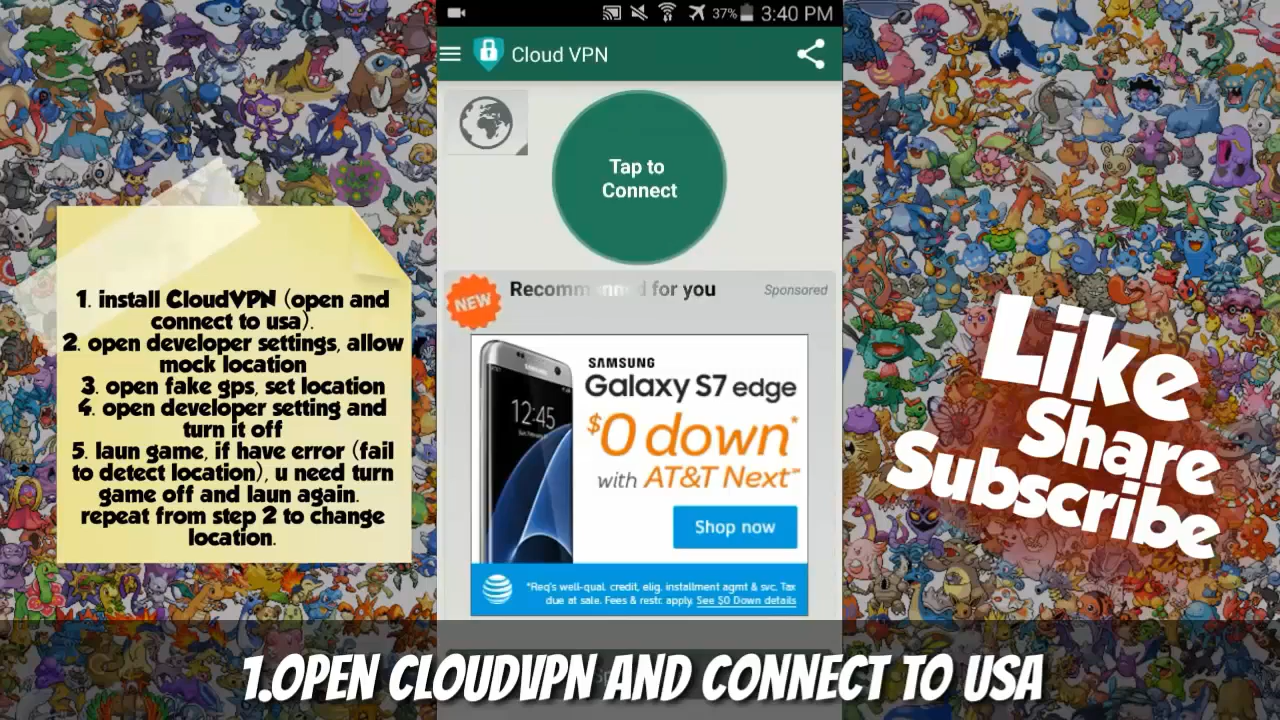 37% 3:40 PM
Cloud VPN
Tap to
Connect
NEW
Recommended for you
Sponsored
SAMSUNG
Galaxy S7 edge
12:45
$0 down*
with AT&T Next℠
Shop now
*Req's well-qual. credit, elig. installment agmt & svc. Tax
due at sale. Fees & restr. apply. See $0 Down details
1. install CloudVPN (open and
connect to usa).
2. open developer settings, allow
mock location
3. open fake gps, set location
4. open developer setting and
turn it off
5. laun game, if have error (fail
to detect location), u need turn
game off and laun again.
repeat from step 2 to change
location.
Like
Share
Subscribe
1.OPEN CLOUDVPN AND CONNECT TO USA